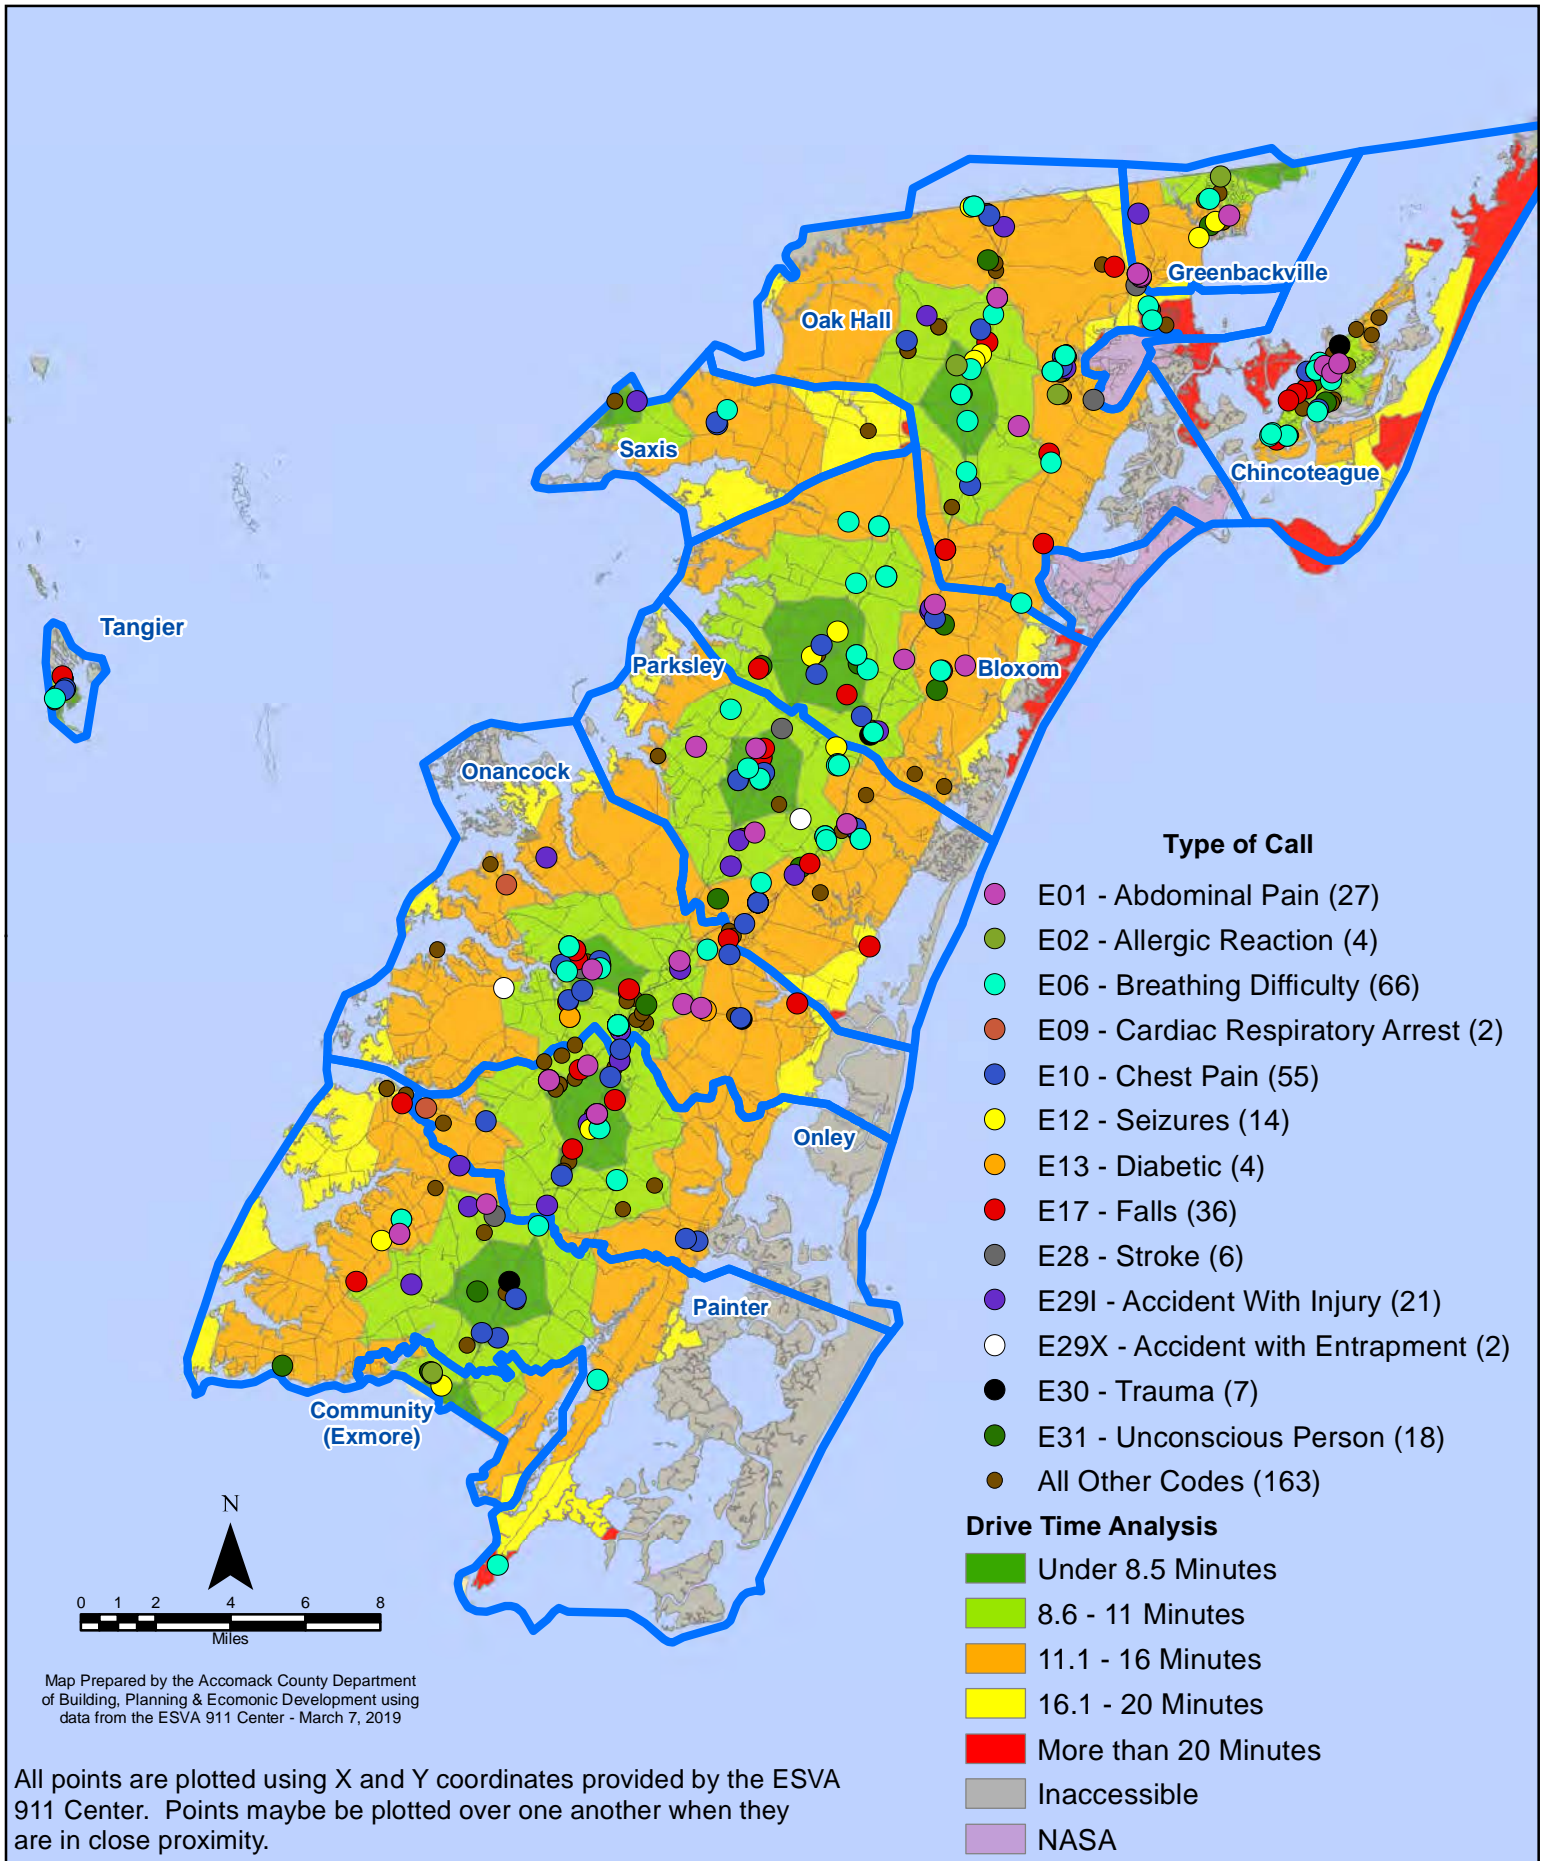 Greenbackville
Oak Hall
Saxis
Chincoteague
Tangier
Parksley
Bloxom
Onancock
Onley
Painter
Community
(Exmore)
Type of Call
E01 - Abdominal Pain (27)
E02 - Allergic Reaction (4)
E06 - Breathing Difficulty (66)
E09 - Cardiac Respiratory Arrest (2)
E10 - Chest Pain (55)
E12 - Seizures (14)
E13 - Diabetic (4)
E17 - Falls (36)
E28 - Stroke (6)
E29I - Accident With Injury (21)
E29X - Accident with Entrapment (2)
E30 - Trauma (7)
E31 - Unconscious Person (18)
All Other Codes (163)
Drive Time Analysis
Under 8.5 Minutes
8.6 - 11 Minutes
11.1 - 16 Minutes
16.1 - 20 Minutes
More than 20 Minutes
Inaccessible
NASA
N
0 1 2 4 6 8
Miles
Map Prepared by the Accomack County Department
of Building, Planning & Ecomonic Development using
data from the ESVA 911 Center - March 7, 2019
All points are plotted using X and Y coordinates provided by the ESVA
911 Center. Points maybe be plotted over one another when they
are in close proximity.